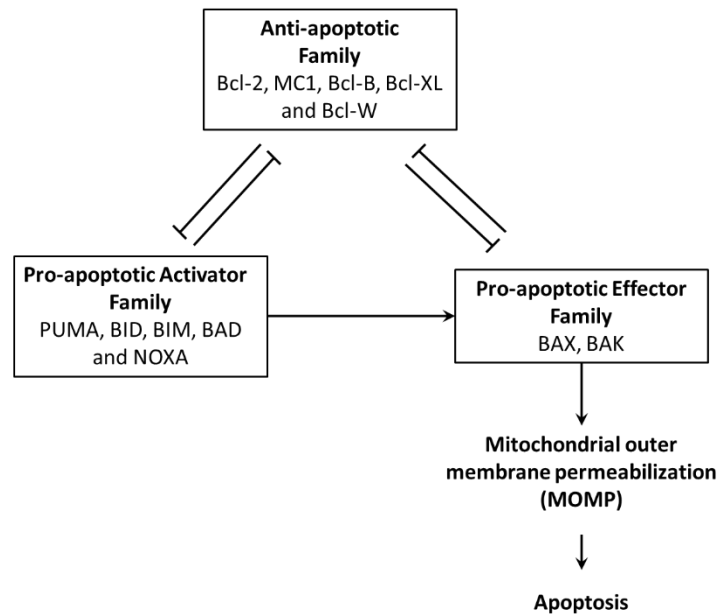 Anti-apoptotic
Family
Bcl-2, MC1, Bcl-B, Bcl-XL
and Bcl-W
Pro-apoptotic Activator
Family
PUMA, BID, BIM, BAD
and NOXA
Pro-apoptotic Effector
Family
BAX, BAK
Mitochondrial outer
membrane permeabilization
(MOMP)
Apoptosis